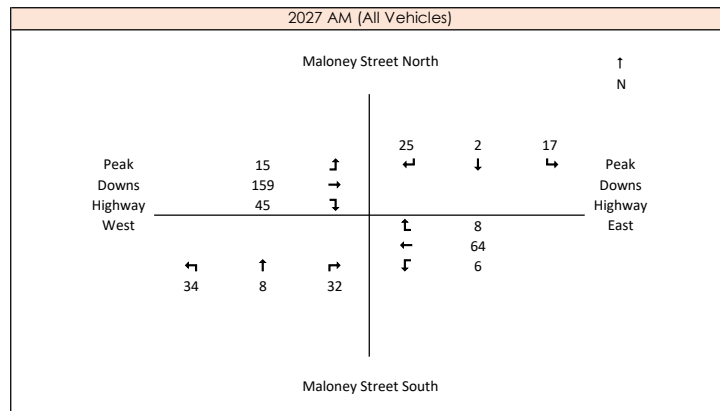 2027 AM (All Vehicles)
Maloney Street North
↑
N
25 2 17
Peak 15 Peak
Downs 159 → ↓ Downs
Highway 45 Highway
West 8 East
← 64
↑ 6
34 8 32
Maloney Street South